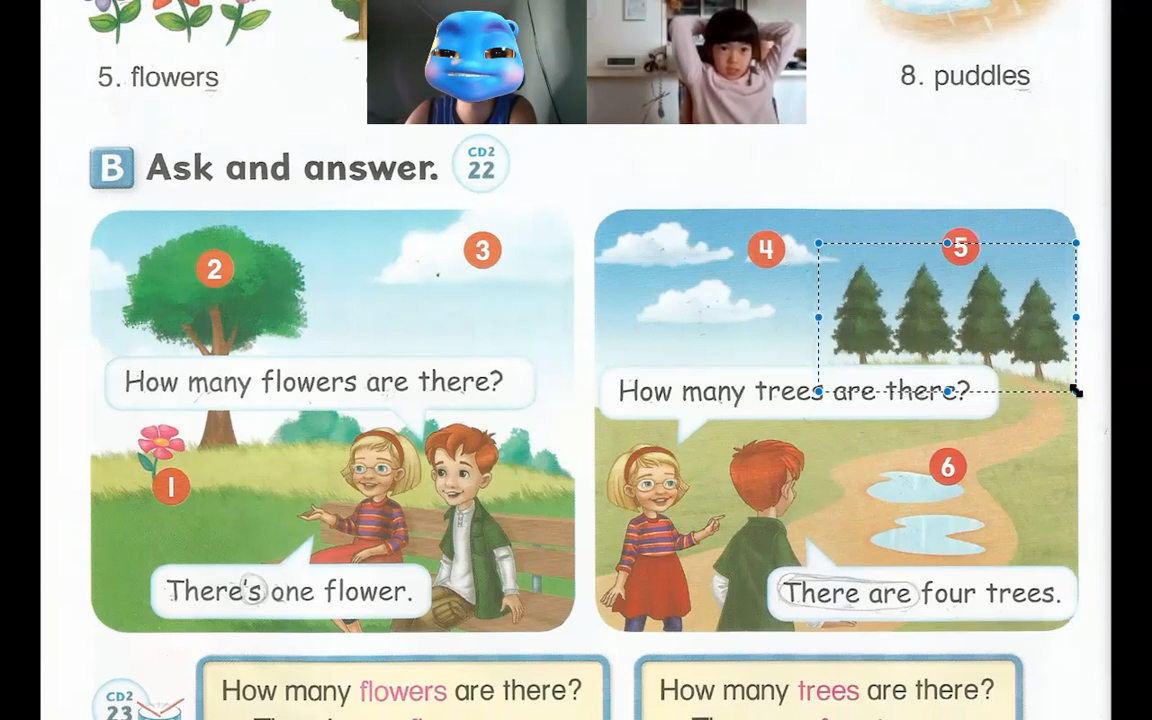 5. flowers
8. puddles
B Ask and answer. CD2 22
2
3
How many flowers are there?
1
There's one flower.
4
5
How many trees are there?
6
There are four trees.
CD2 23
How many flowers are there?
How many trees are there?